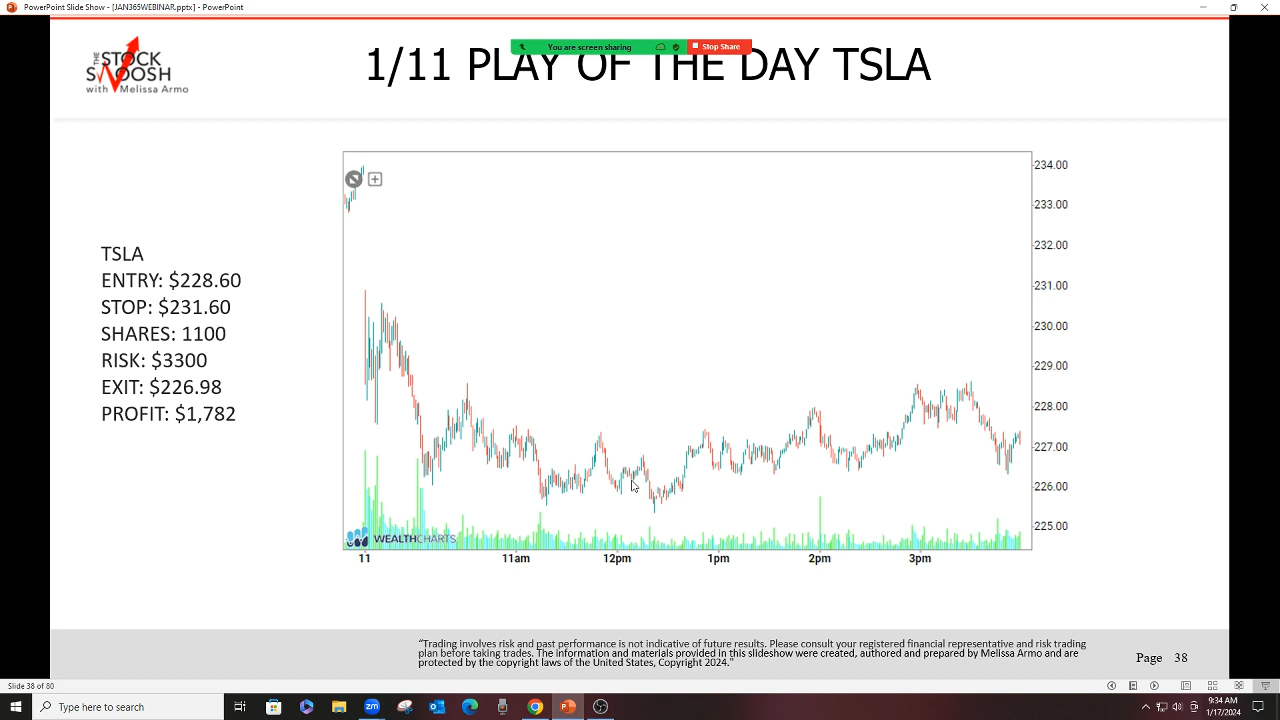 PowerPoint Slide Show - [JAN365WEBINAR.pptx] - PowerPoint
You are screen sharing
Stop Share
THE STOCK
SWOOSH
with Melissa Armo
1/11 PLAY OF THE DAY TSLA
TSLA
ENTRY: $228.60
STOP: $231.60
SHARES: 1100
RISK: $3300
EXIT: $226.98
PROFIT: $1,782
234.00
233.00
232.00
231.00
230.00
229.00
228.00
227.00
226.00
225.00
WEALTHCHARTS
11 11am 12pm 1pm 2pm 3pm
“Trading involves risk and past performance is not indicative of future results. Please consult your registered financial representative and risk trading
plan before taking trades. The information and materials provided in this slideshow were created, authored and prepared by Melissa Armo and are
protected by the copyright laws of the United States, Copyright 2024.”
Page 38
Slide 38 of 80
Type here to search
zm
9:34 AM
1/17/2024